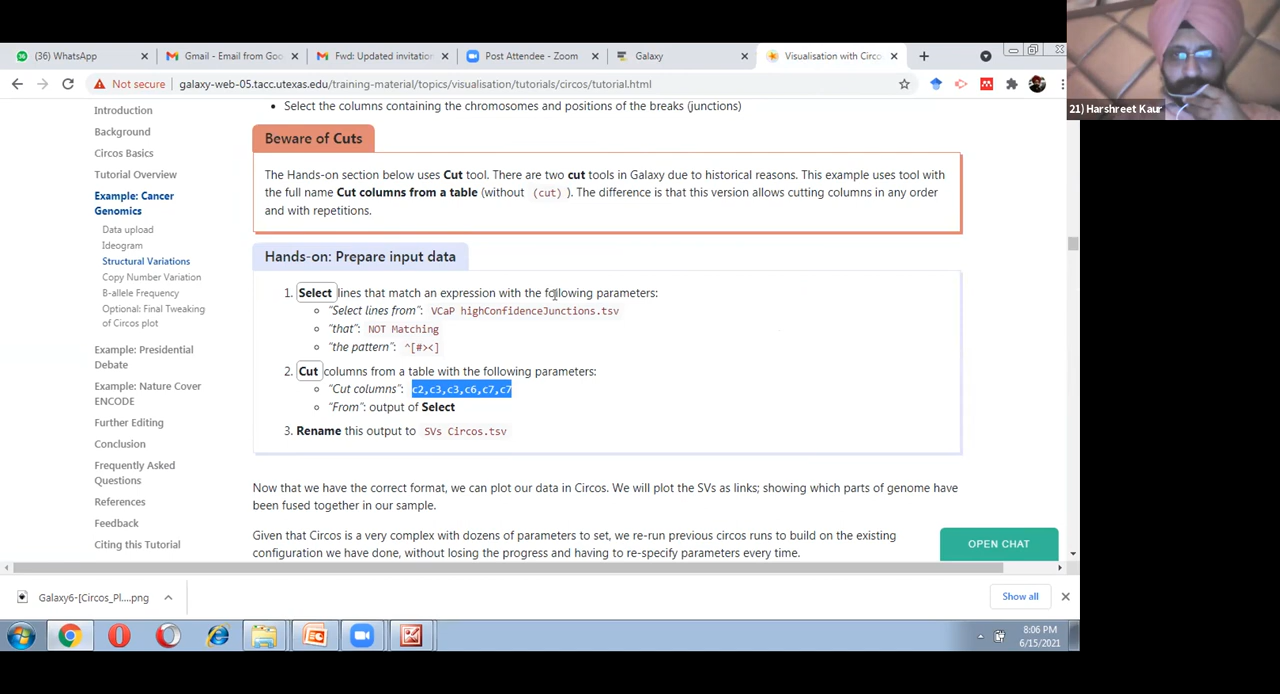 (36) WhatsApp
Gmail - Email from Goo
Fwd: Updated invitation
Post Attendee - Zoom
Galaxy
Visualisation with Circo
Not secure
galaxy-web-05.tacc.utexas.edu/training-material/topics/visualisation/tutorials/circos/tutorial.html
21) Harshreet Kaur
Introduction
Background
Circos Basics
Tutorial Overview
Example: Cancer
Genomics
Data upload
Ideogram
Structural Variations
Copy Number Variation
B-allele Frequency
Optional: Final Tweaking
of Circos plot
Example: Presidential
Debate
Example: Nature Cover
ENCODE
Further Editing
Conclusion
Frequently Asked
Questions
References
Feedback
Citing this Tutorial
Select the columns containing the chromosomes and positions of the breaks (junctions)
Beware of Cuts
The Hands-on section below uses Cut tool. There are two cut tools in Galaxy due to historical reasons. This example uses tool with
the full name Cut columns from a table (without (cut) ). The difference is that this version allows cutting columns in any order
and with repetitions.
Hands-on: Prepare input data
1. Select lines that match an expression with the following parameters:
"Select lines from": VCaP highConfidenceJunctions.tsv
"that": NOT Matching
"the pattern": ^[#><]
2. Cut columns from a table with the following parameters:
"Cut columns": c2,c3,c3,c6,c7,c7
"From": output of Select
3. Rename this output to SVs Circos.tsv
Now that we have the correct format, we can plot our data in Circos. We will plot the SVs as links; showing which parts of genome have
been fused together in our sample.
Given that Circos is a very complex with dozens of parameters to set, we re-run previous circos runs to build on the existing
configuration we have done, without losing the progress and having to re-specify parameters every time.
OPEN CHAT
Galaxy6-[Circos_Pl....png
Show all
8:06 PM
6/15/2021